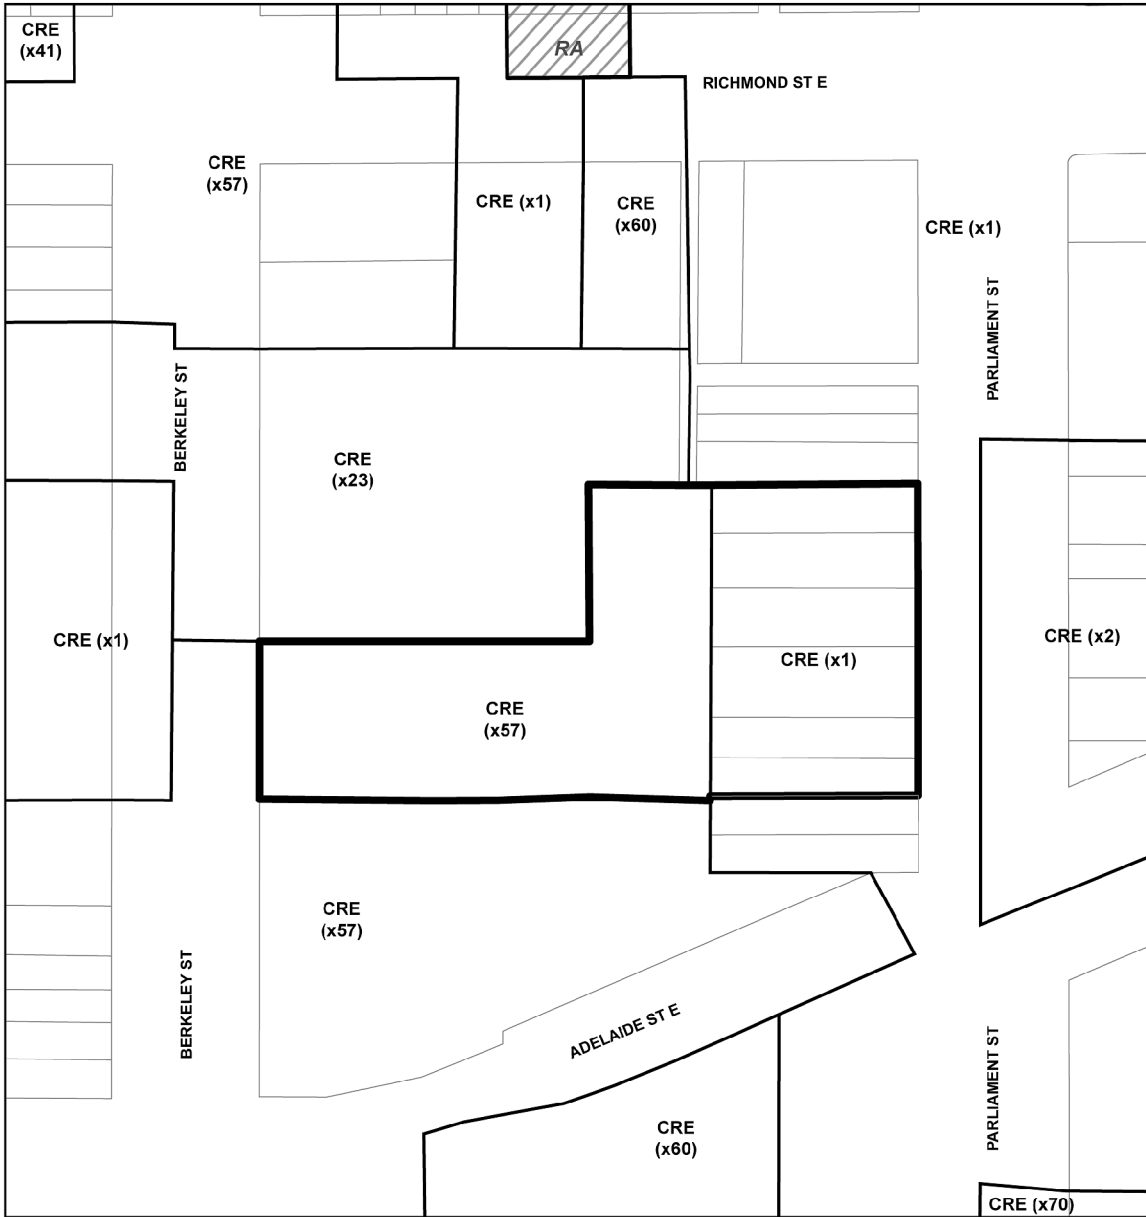 CRE
(x41)
RA
RICHMOND ST E
CRE
(x57)
CRE (x1)
CRE
(x60)
CRE (x1)
PARLIAMENT ST
BERKELEY ST
CRE
(x23)
CRE (x1)
CRE (x2)
CRE (x1)
CRE
(x57)
CRE
(x57)
BERKELEY ST
ADELAIDE ST E
PARLIAMENT ST
CRE
(x60)
CRE (x70)